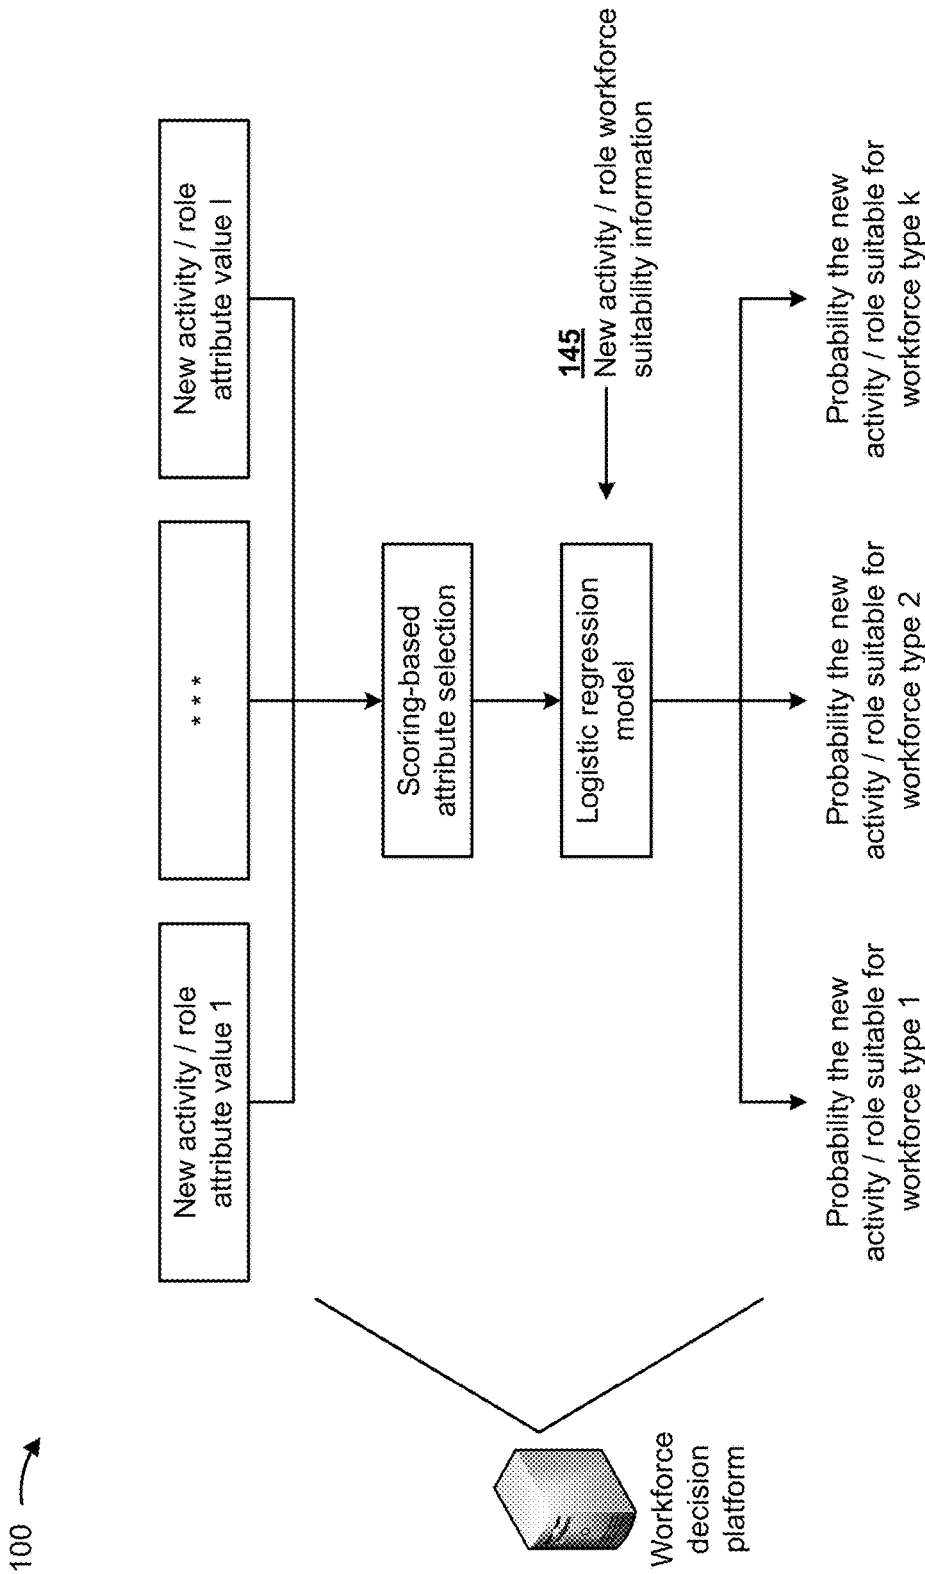 100
New activity / role
attribute value 1
* * *
New activity / role
attribute value l
Scoring-based
attribute selection
Logistic regression
model
145
New activity / role workforce
suitability information
Probability the new
activity / role suitable for
workforce type 1
Probability the new
activity / role suitable for
workforce type 2
Probability the new
activity / role suitable for
workforce type k
Workforce
decision
platform